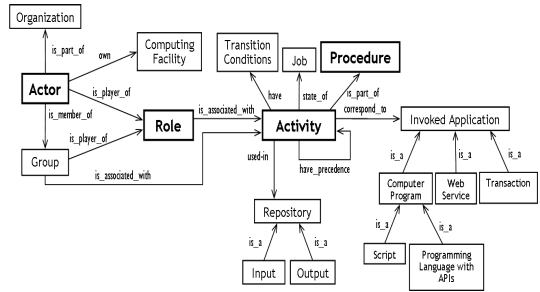 Organization
is_part_of
own
Computing
Facility
Transition
Conditions
Job
Procedure
Actor
is_player_of
have
state_of
is_part_of
is_member_of
Role
is_associated_with
Activity
correspond_to
Invoked Application
is_player_of
Group
is_associated_with
used-in
have_precedence
is_a
is_a
is_a
Computer
Program
Web
Service
Transaction
Repository
is_a
is_a
is_a
is_a
Input
Output
Script
Programming
Language with
APIs